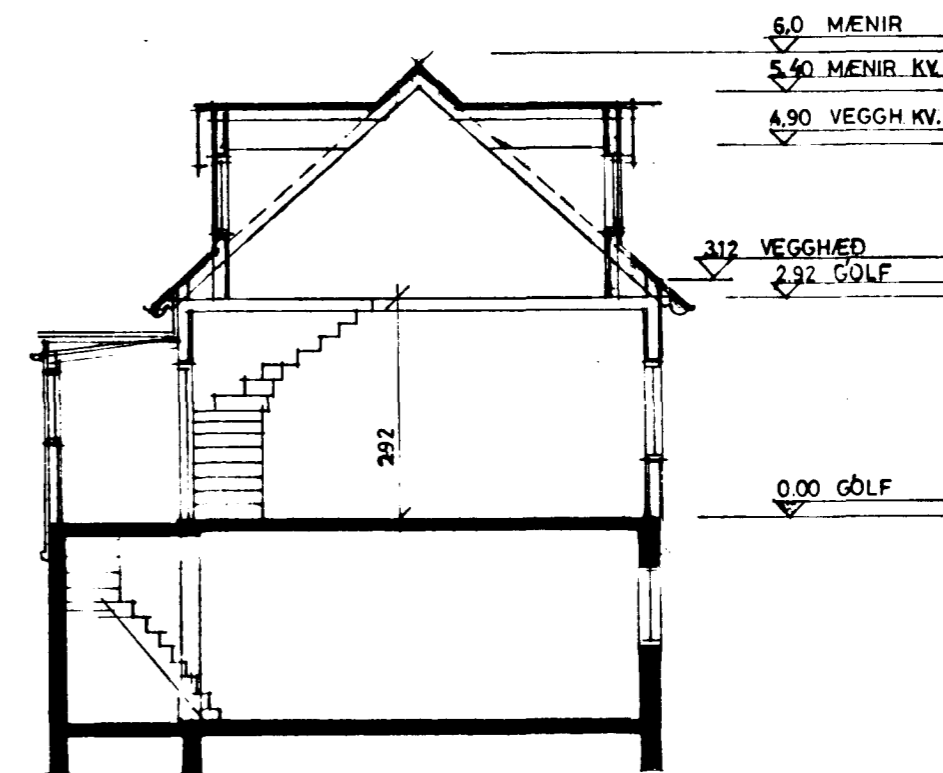 6,0 MÆNIR
5.40 MÆNIR KV.
4,90 VEGGH. KV.
3.12 VEGGHÆÐ
2.92 GÓLF
292
0.00 GÓLF